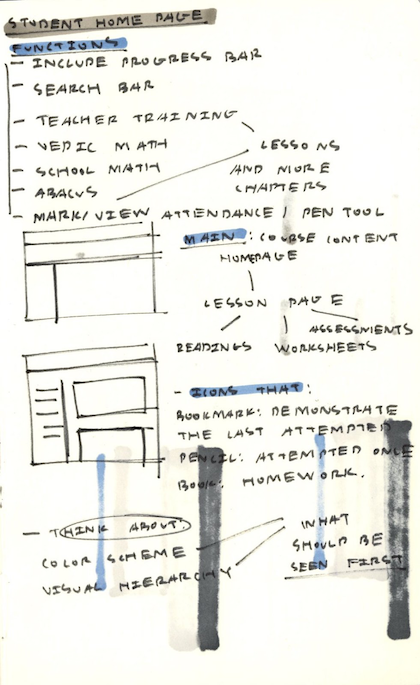 STUDENT HOME PAGE
FUNCTIONS
- INCLUDE PROGRESS BAR
- SEARCH BAR
- TEACHER TRAINING
- VEDIC MATH
- SCHOOL MATH
- ABACUS
LESSONS
AND MORE
CHAPTERS
- MARK/VIEW ATTENDANCE / PEN TOOL
MAIN : COURSE CONTENT
HOMEPAGE
LESSON PAGE
READINGS WORKSHEETS ASSESSMENTS
- ICONS THAT:
BOOKMARK: DEMONSTRATE
THE LAST ATTEMPTED
PENCIL: ATTEMPTED ONCE
BOOK: HOMEWORK.
- THINK ABOUT:
COLOR SCHEME
VISUAL HIERARCHY
WHAT
SHOULD BE
SEEN FIRST